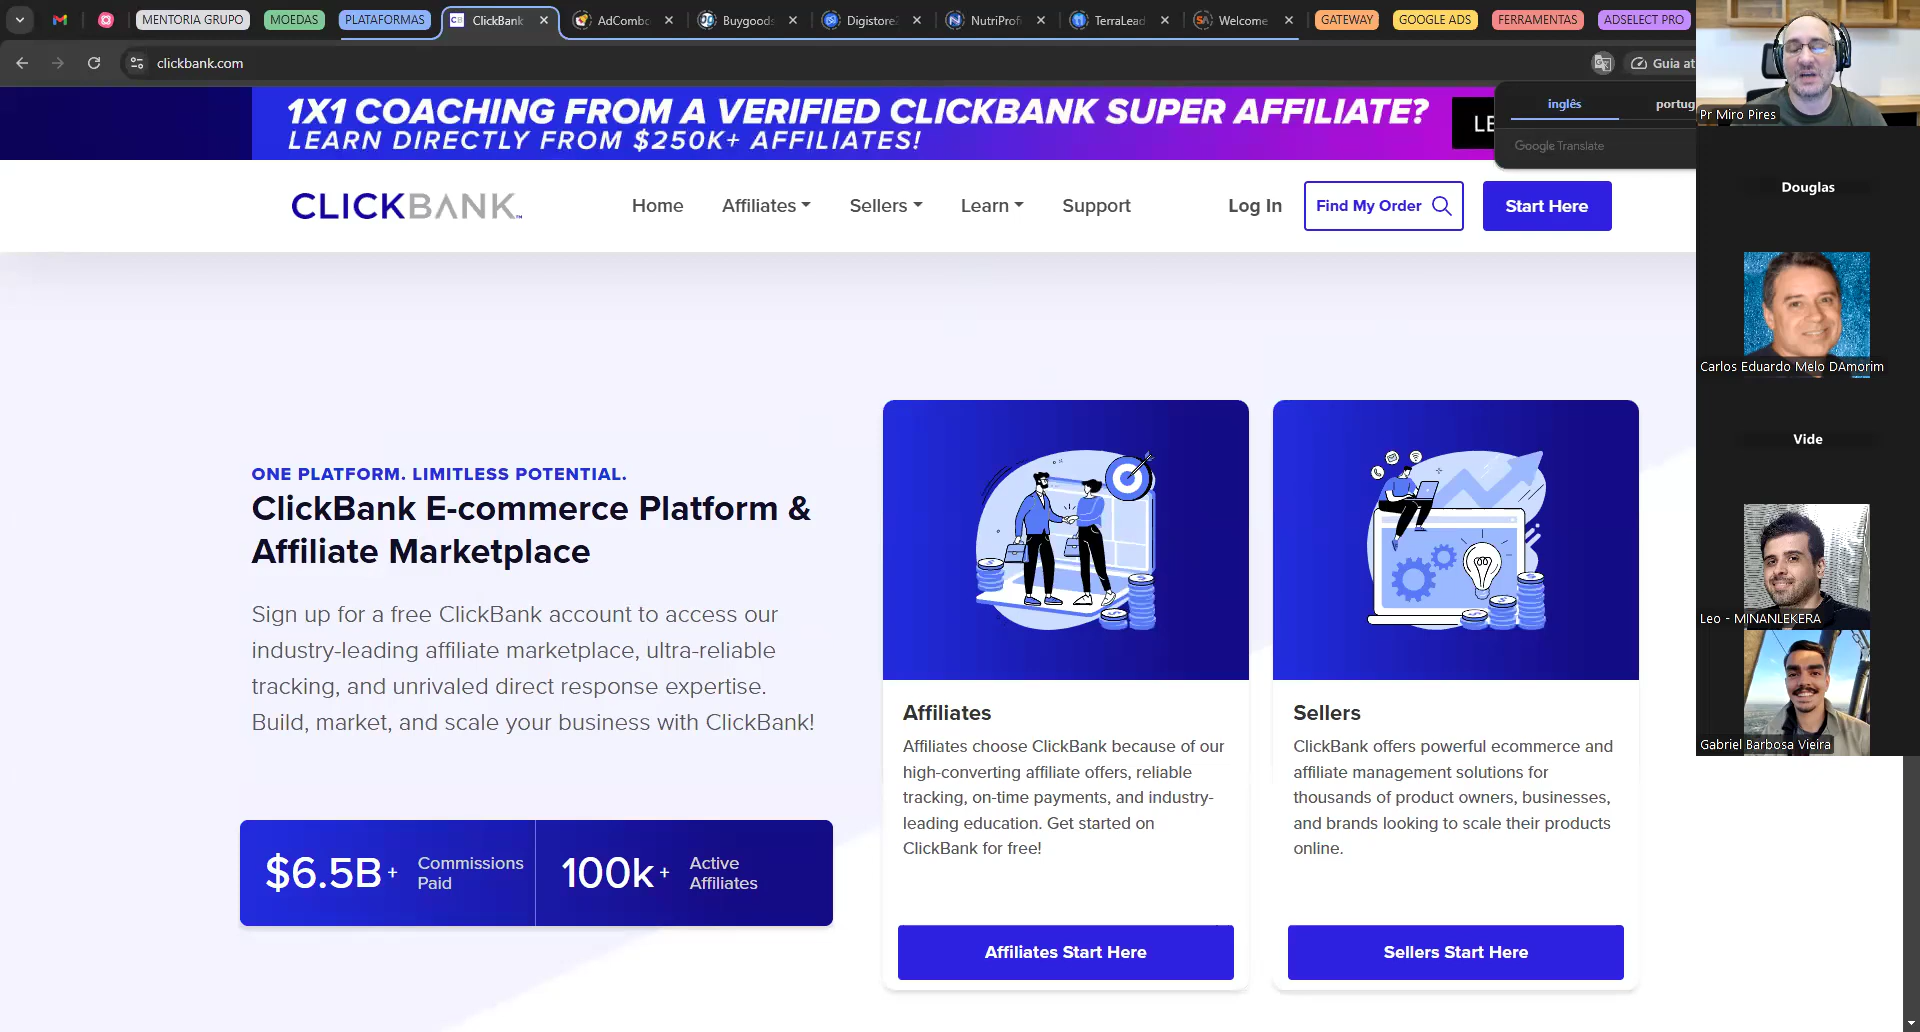 MENTORIA GRUPO
MOEDAS
PLATAFORMAS
ClickBank
AdCombo
Buygoods
Digistore
NutriProfi
TerraLead
Welcome
GATEWAY
GOOGLE ADS
FERRAMENTAS
ADSELECT PRO
clickbank.com
Guia at
1X1 COACHING FROM A VERIFIED CLICKBANK SUPER AFFILIATE?
LEARN DIRECTLY FROM $250K+ AFFILIATES!
LE
inglês
portug
Google Translate
CLICKBANK
Home
Affiliates
Sellers
Learn
Support
Log In
Find My Order
Start Here
ONE PLATFORM. LIMITLESS POTENTIAL.
ClickBank E-commerce Platform &
Affiliate Marketplace
Sign up for a free ClickBank account to access our
industry-leading affiliate marketplace, ultra-reliable
tracking, and unrivaled direct response expertise.
Build, market, and scale your business with ClickBank!
$6.5B+
Commissions
Paid
100k+
Active
Affiliates
Affiliates
Affiliates choose ClickBank because of our
high-converting affiliate offers, reliable
tracking, on-time payments, and industry-
leading education. Get started on
ClickBank for free!
Affiliates Start Here
Sellers
ClickBank offers powerful ecommerce and
affiliate management solutions for
thousands of product owners, businesses,
and brands looking to scale their products
online.
Sellers Start Here
Pr Miro Pires
Douglas
Carlos Eduardo Melo DAmorim
Vide
Leo - MINANLEKERA
Gabriel Barbosa Vieira